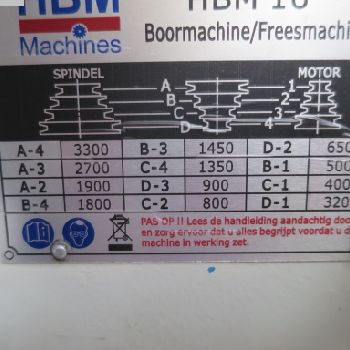 HBM
Machines
HBM 16
Boormachine/Freesmachi
SPINDEL
MOTOR
A 1
B 2
C 3
D 4
A-4 3300 B-3 1450 D-2 650
A-3 2700 C-4 1350 B-1 500
A-2 1900 D-3 900 C-1 400
B-4 1800 C-2 800 D-1 320
PAS OP !! Lees de handleiding aandachtig doo
en zorg ervoor dat u alles begrijpt voordat u d
machine in werking zet.